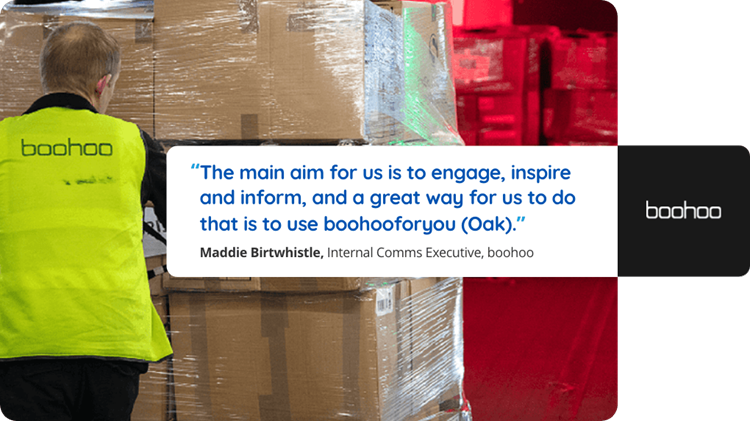 boohoo
“The main aim for us is to engage, inspire
and inform, and a great way for us to do
that is to use boohooforyou (Oak).”
Maddie Birtwhistle, Internal Comms Executive, boohoo
boohoo